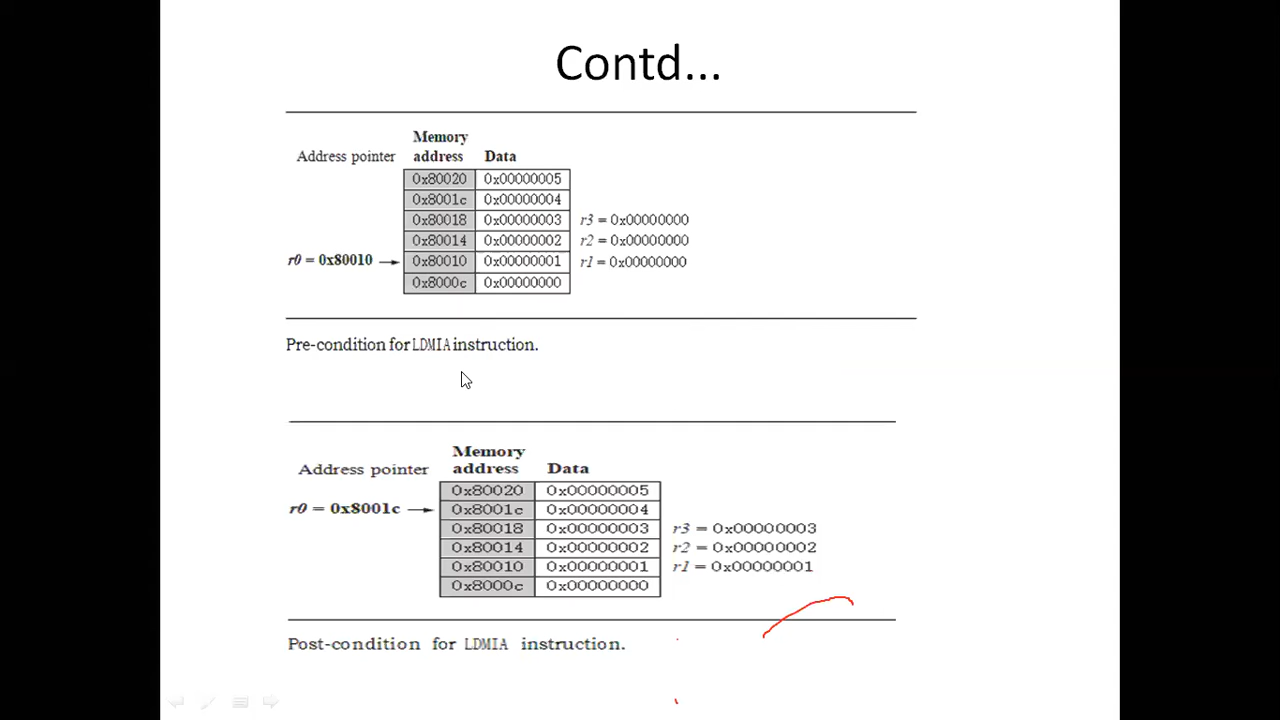 Contd...
Memory
Address pointer address Data
0x80020 0x00000005
0x8001c 0x00000004
0x80018 0x00000003 r3 = 0x00000000
0x80014 0x00000002 r2 = 0x00000000
r0 = 0x80010 0x80010 0x00000001 r1 = 0x00000000
0x8000c 0x00000000
Pre-condition for LDMIA instruction.
Memory
Address pointer address Data
0x80020 0x00000005
r0 = 0x8001c 0x8001c 0x00000004
0x80018 0x00000003 r3 = 0x00000003
0x80014 0x00000002 r2 = 0x00000002
0x80010 0x00000001 r1 = 0x00000001
0x8000c 0x00000000
Post-condition for LDMIA instruction.